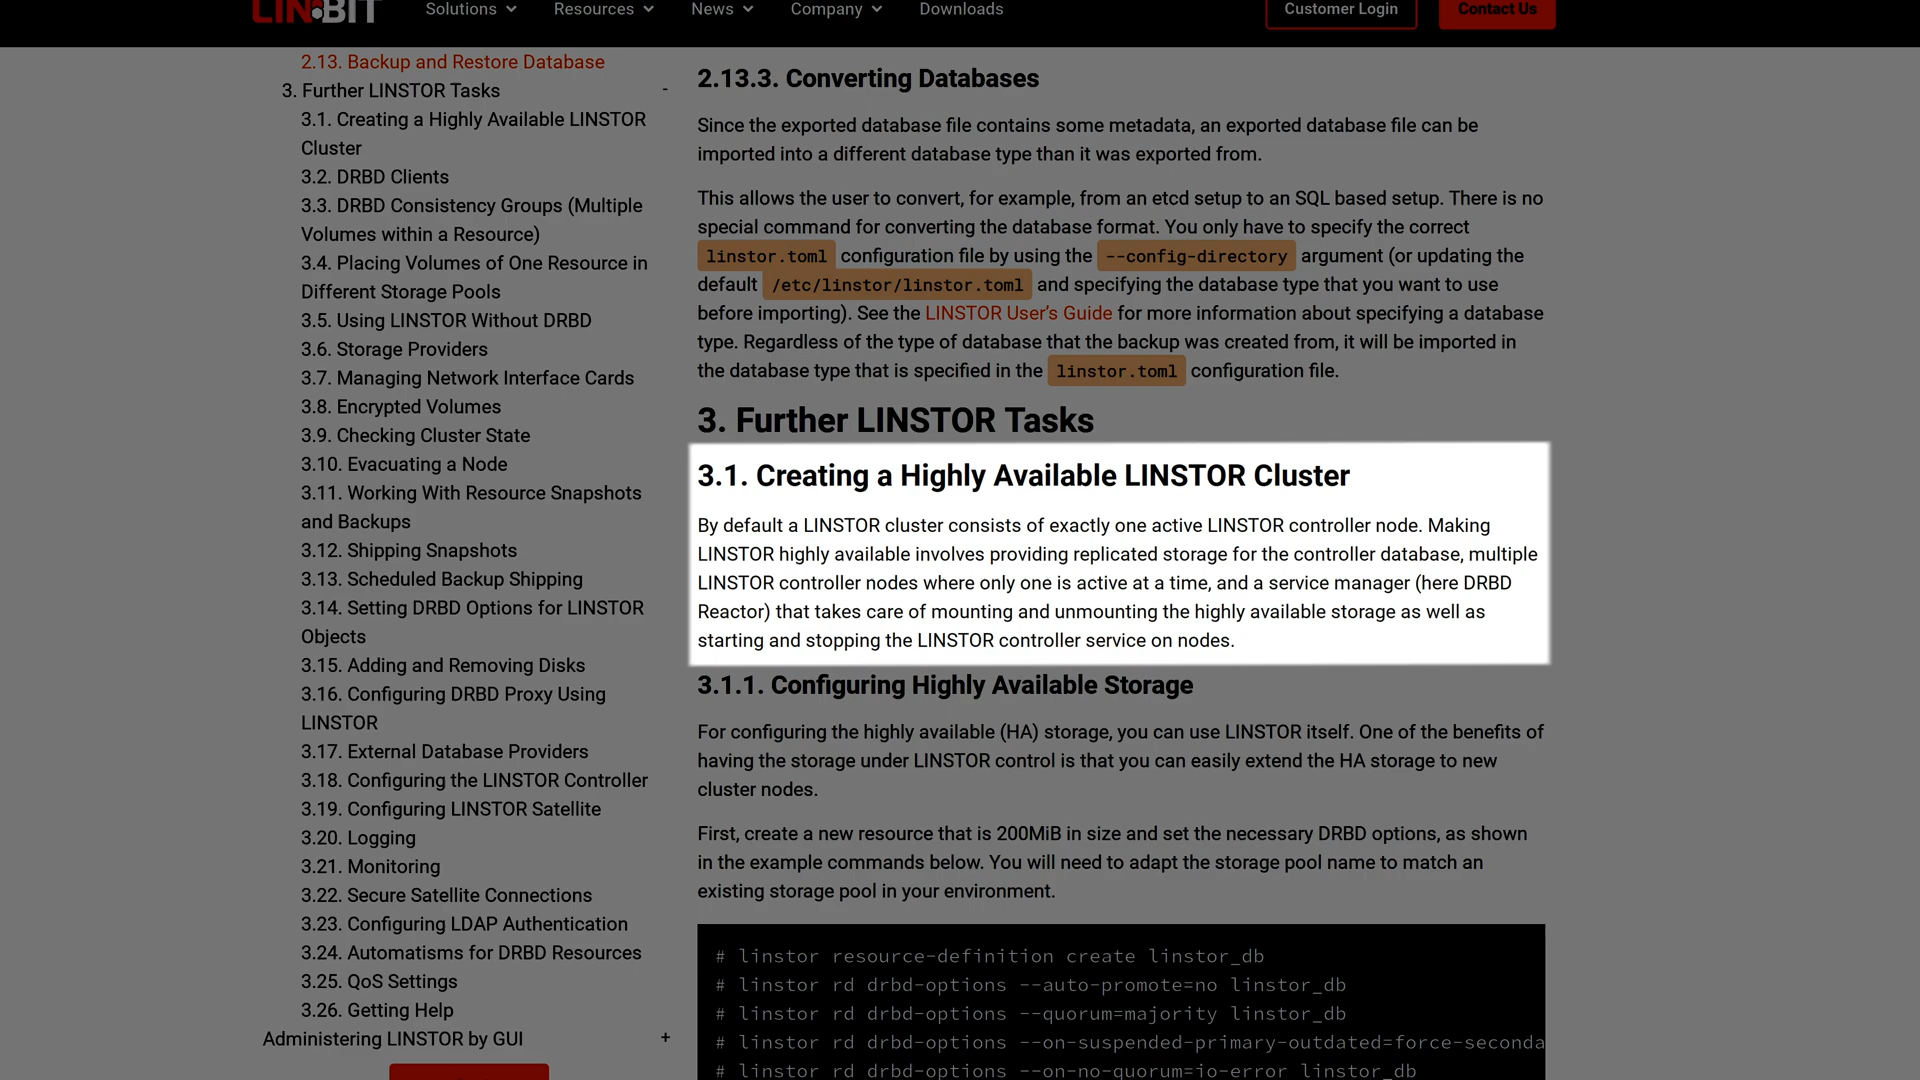 LINBIT
Solutions
Resources
News
Company
Downloads
Customer Login
Contact Us
2.13. Backup and Restore Database
3. Further LINSTOR Tasks -
3.1. Creating a Highly Available LINSTOR
Cluster
3.2. DRBD Clients
3.3. DRBD Consistency Groups (Multiple
Volumes within a Resource)
3.4. Placing Volumes of One Resource in
Different Storage Pools
3.5. Using LINSTOR Without DRBD
3.6. Storage Providers
3.7. Managing Network Interface Cards
3.8. Encrypted Volumes
3.9. Checking Cluster State
3.10. Evacuating a Node
3.11. Working With Resource Snapshots
and Backups
3.12. Shipping Snapshots
3.13. Scheduled Backup Shipping
3.14. Setting DRBD Options for LINSTOR
Objects
3.15. Adding and Removing Disks
3.16. Configuring DRBD Proxy Using
LINSTOR
3.17. External Database Providers
3.18. Configuring the LINSTOR Controller
3.19. Configuring LINSTOR Satellite
3.20. Logging
3.21. Monitoring
3.22. Secure Satellite Connections
3.23. Configuring LDAP Authentication
3.24. Automatisms for DRBD Resources
3.25. QoS Settings
3.26. Getting Help
Administering LINSTOR by GUI +
2.13.3. Converting Databases
Since the exported database file contains some metadata, an exported database file can be
imported into a different database type than it was exported from.
This allows the user to convert, for example, from an etcd setup to an SQL based setup. There is no
special command for converting the database format. You only have to specify the correct
linstor.toml configuration file by using the --config-directory argument (or updating the
default /etc/linstor/linstor.toml and specifying the database type that you want to use
before importing). See the LINSTOR User’s Guide for more information about specifying a database
type. Regardless of the type of database that the backup was created from, it will be imported in
the database type that is specified in the linstor.toml configuration file.
3. Further LINSTOR Tasks
3.1. Creating a Highly Available LINSTOR Cluster
By default a LINSTOR cluster consists of exactly one active LINSTOR controller node. Making
LINSTOR highly available involves providing replicated storage for the controller database, multiple
LINSTOR controller nodes where only one is active at a time, and a service manager (here DRBD
Reactor) that takes care of mounting and unmounting the highly available storage as well as
starting and stopping the LINSTOR controller service on nodes.
3.1.1. Configuring Highly Available Storage
For configuring the highly available (HA) storage, you can use LINSTOR itself. One of the benefits of
having the storage under LINSTOR control is that you can easily extend the HA storage to new
cluster nodes.
First, create a new resource that is 200MiB in size and set the necessary DRBD options, as shown
in the example commands below. You will need to adapt the storage pool name to match an
existing storage pool in your environment.
# linstor resource-definition create linstor_db
# linstor rd drbd-options --auto-promote=no linstor_db
# linstor rd drbd-options --quorum=majority linstor_db
# linstor rd drbd-options --on-suspended-primary-outdated=force-seconda
# linstor rd drbd-options --on-no-quorum=io-error linstor_db